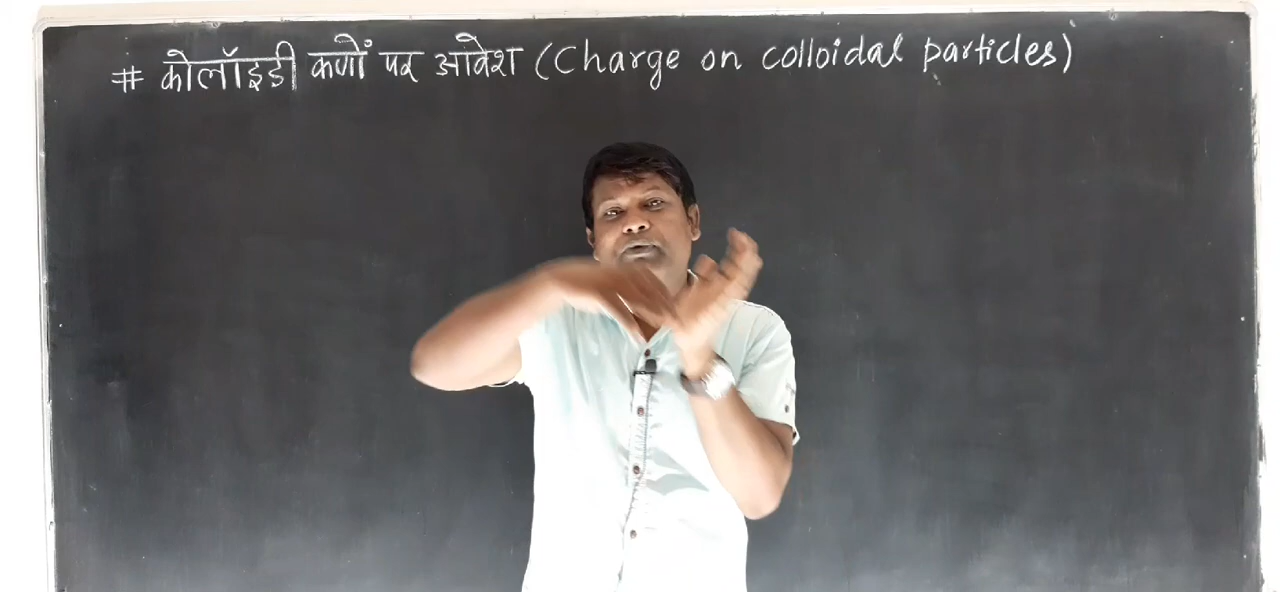 # कोलॉइडी कणों पर आवेश (Charge on colloidal particles)